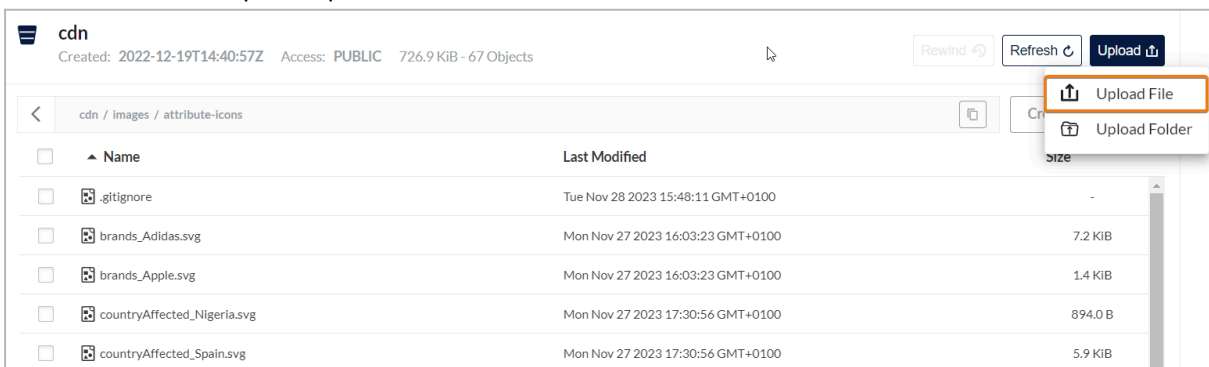 cdn
Created: 2022-12-19T14:40:57Z Access: PUBLIC 726.9 KiB - 67 Objects
Rewind
Refresh
Upload
Upload File
Upload Folder
cdn / images / attribute-icons
Name Last Modified Size
.gitignore Tue Nov 28 2023 15:48:11 GMT+0100 -
brands_Adidas.svg Mon Nov 27 2023 16:03:23 GMT+0100 7.2 KiB
brands_Apple.svg Mon Nov 27 2023 16:03:23 GMT+0100 1.4 KiB
countryAffected_Nigeria.svg Mon Nov 27 2023 17:30:56 GMT+0100 894.0 B
countryAffected_Spain.svg Mon Nov 27 2023 17:30:56 GMT+0100 5.9 KiB